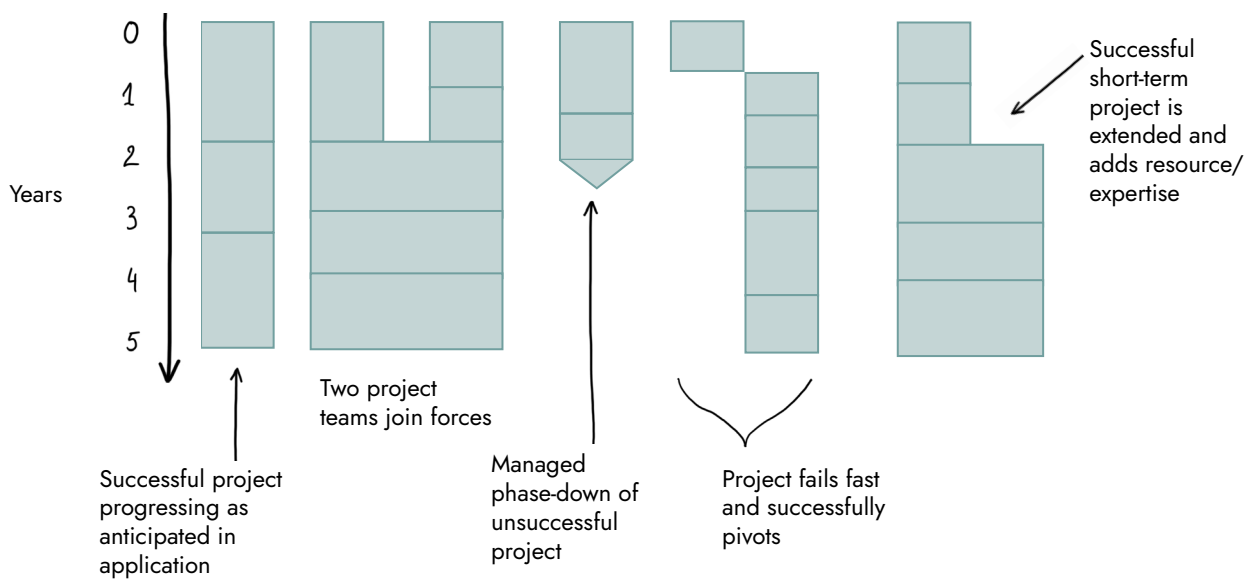 0
1
2
Years
3
4
5
Successful
short-term
project is
extended and
adds resource/
expertise
Two project
teams join forces
Successful project
progressing as
anticipated in
application
Managed
phase-down of
unsuccessful
project
Project fails fast
and successfully
pivots